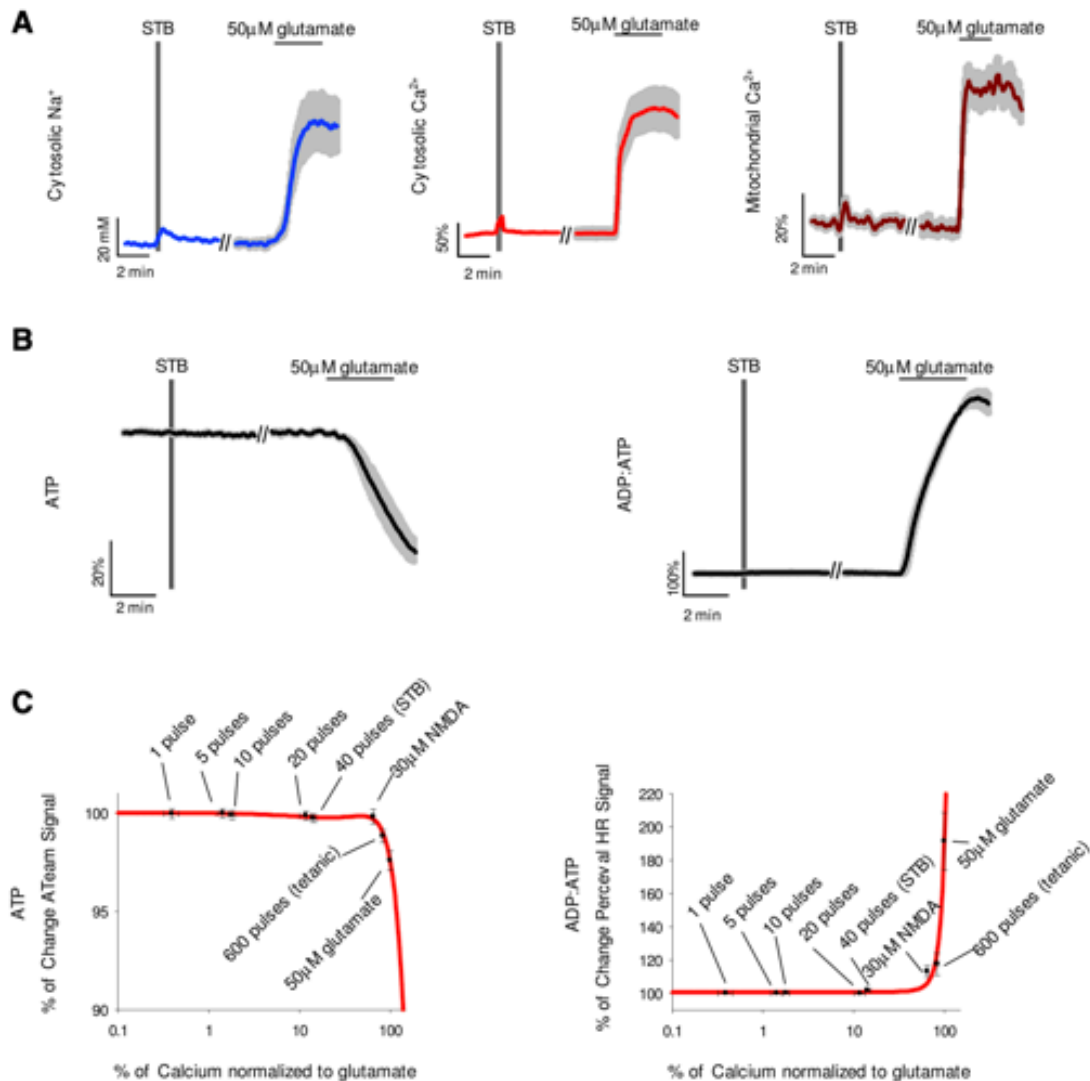 A
STB
50μM glutamate
Cytosolic Na⁺
20 mM
2 min
STB
50μM glutamate
Cytosolic Ca²⁺
50%
2 min
STB
50μM glutamate
Mitochondrial Ca²⁺
20%
2 min
B
STB
50μM glutamate
ATP
20%
2 min
STB
50μM glutamate
ADP:ATP
100%
2 min
C
1 pulse
5 pulses
10 pulses
20 pulses
40 pulses (STB)
30μM NMDA
600 pulses (tetanic)
50μM glutamate
ATP
% of Change ATeam Signal
100
95
90
0.1
1
10
100
% of Calcium normalized to glutamate
1 pulse
5 pulses
10 pulses
20 pulses
40 pulses (STB)
30μM NMDA
50μM glutamate
600 pulses (tetanic)
ADP:ATP
% of Change Perceval HR Signal
220
200
180
160
140
120
100
0.1
1
10
100
% of Calcium normalized to glutamate